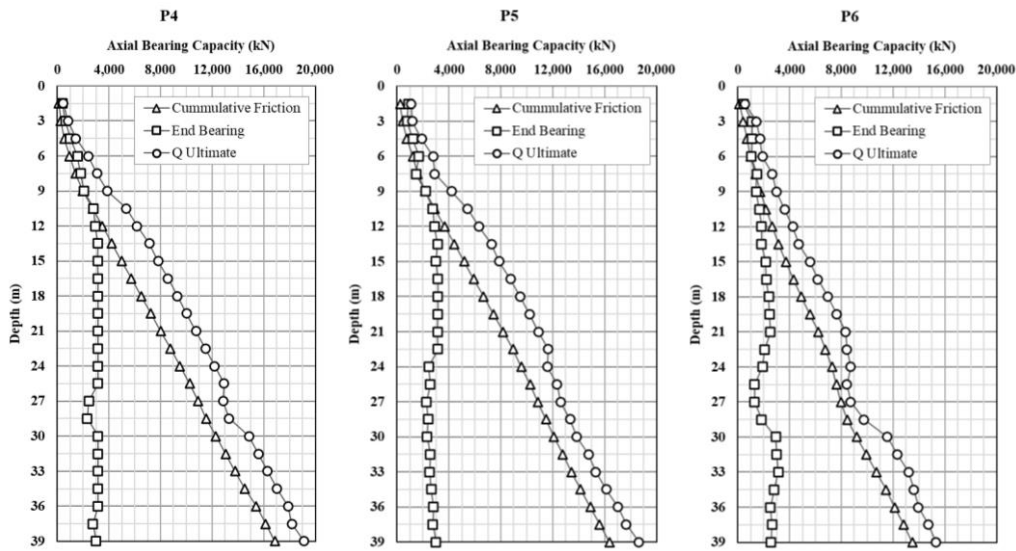 P4
Axial Bearing Capacity (kN)
0 4,000 8,000 12,000 16,000 20,000
0
3
6
9
12
15
18
21
24
27
30
33
36
39
Depth (m)
Cummulative Friction
End Bearing
Q Ultimate
P5
Axial Bearing Capacity (kN)
0 4,000 8,000 12,000 16,000 20,000
0
3
6
9
12
15
18
21
24
27
30
33
36
39
Depth (m)
Cummulative Friction
End Bearing
Q Ultimate
P6
Axial Bearing Capacity (kN)
0 4,000 8,000 12,000 16,000 20,000
0
3
6
9
12
15
18
21
24
27
30
33
36
39
Depth (m)
Cummulative Friction
End Bearing
Q Ultimate